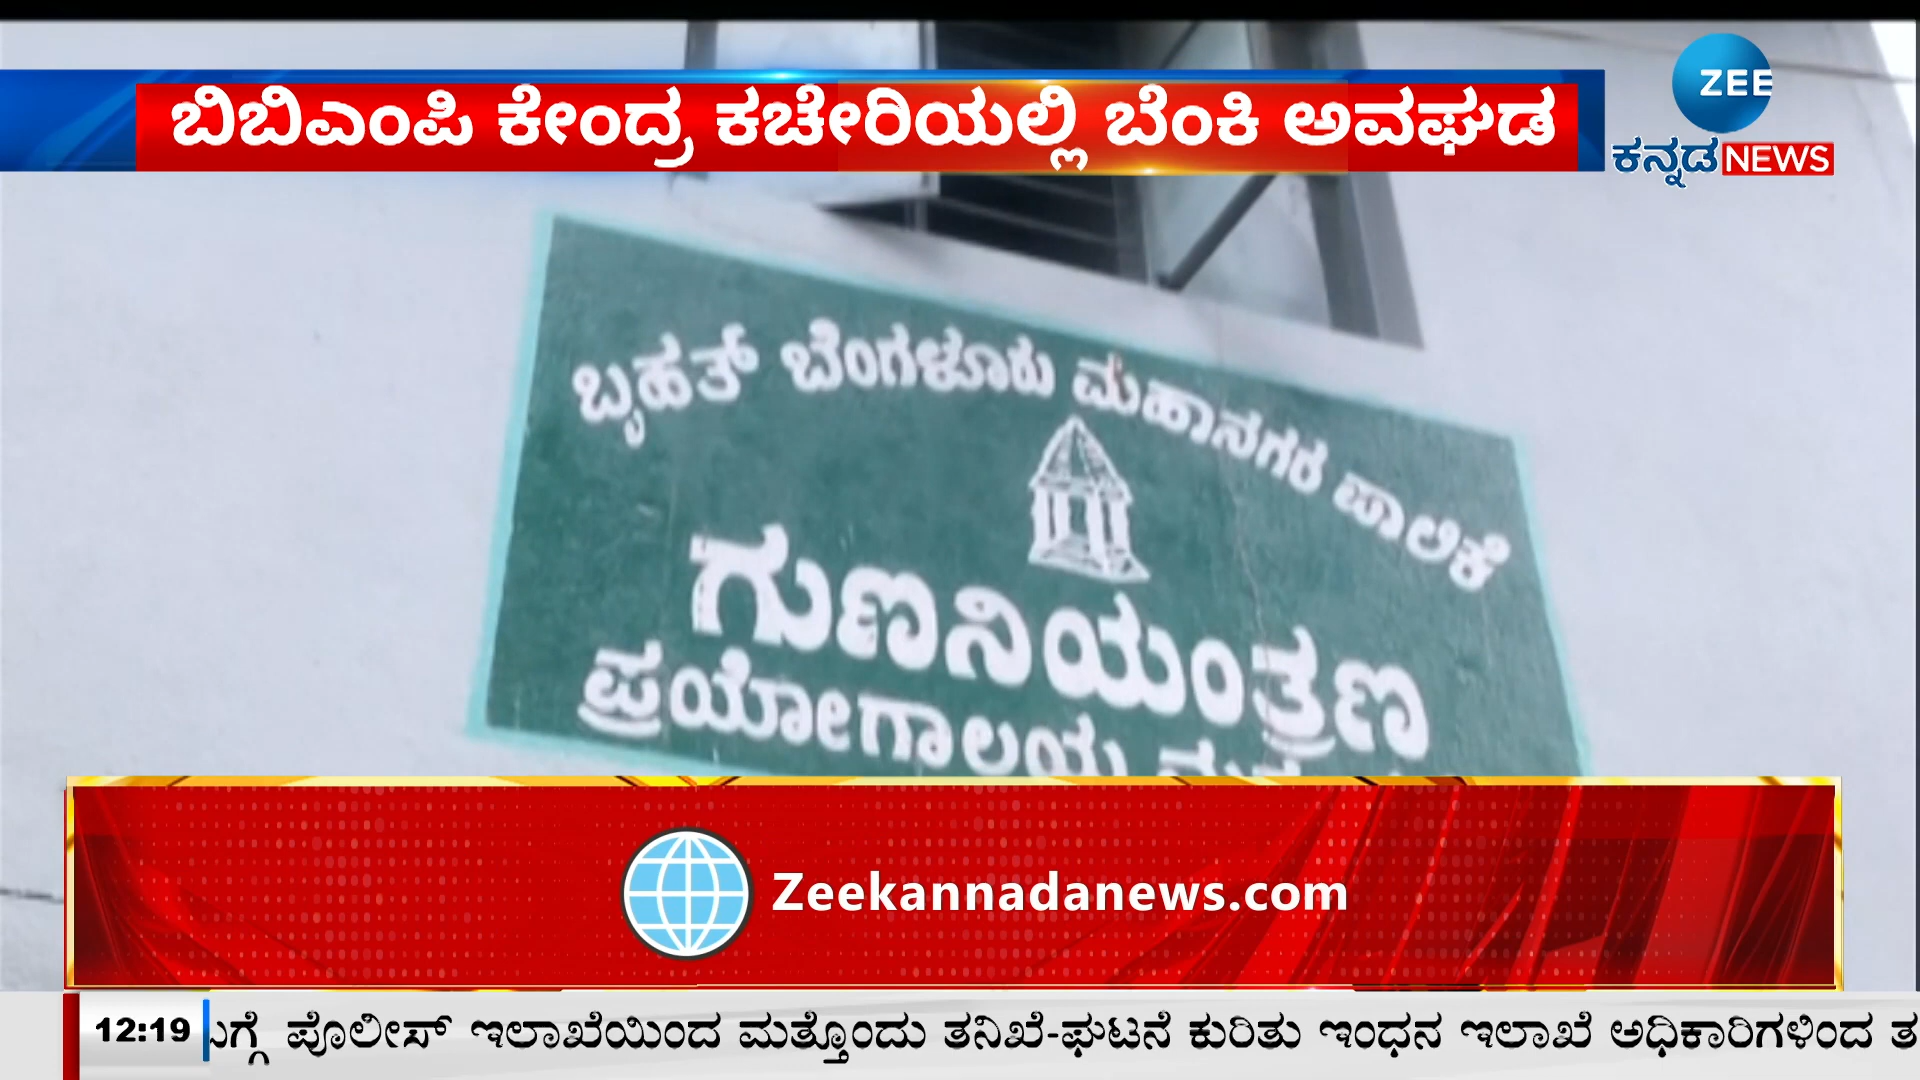 ಬಿಬಿಎಂಪಿ ಕೇಂದ್ರ ಕಚೇರಿಯಲ್ಲಿ ಬೆಂಕಿ ಅವಘಡ
ZEE
ಕನ್ನಡ NEWS
ಬೃಹತ್ ಬೆಂಗಳೂರು ಮಹಾನಗರ ಪಾಲಿಕೆ
ಗುಣನಿಯಂತ್ರಣ
ಪ್ರಯೋಗಾಲಯ
Zeekannadanews.com
12:19 ಪೊಲೀಸ್ ಇಲಾಖೆಯಿಂದ ಮತ್ತೊಂದು ತನಿಖೆ-ಘಟನೆ ಕುರಿತು ಇಂಧನ ಇಲಾಖೆ ಅಧಿಕಾರಿಗಳಿಂದ